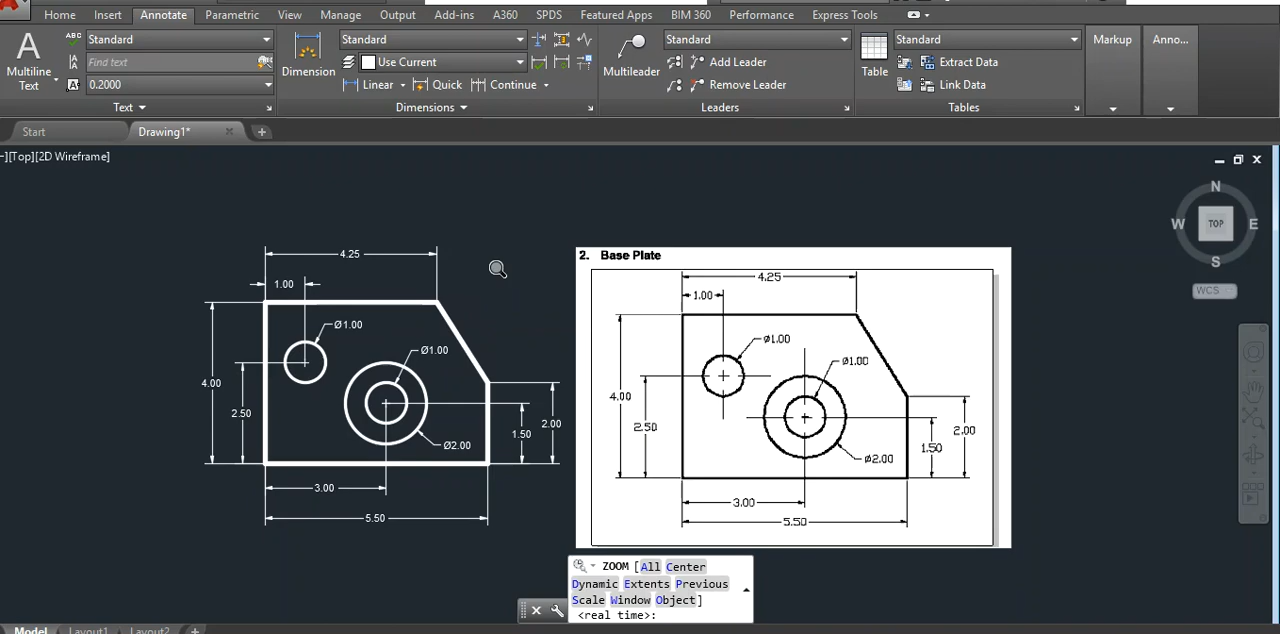 Home Insert Annotate Parametric View Manage Output Add-ins A360 SPDS Featured Apps BIM 360 Performance Express Tools
ABC Standard Standard Standard Standard Markup Anno...
Find text Use Current Add Leader Extract Data
Multiline Text Dimension Multileader Table
0.2000 Linear Quick Continue Remove Leader Link Data
Text Dimensions Leaders Tables
Start Drawing1*
][Top][2D Wireframe]
N
W TOP E
S
WCS
4.25
1.00
Ø1.00
Ø1.00
4.00
2.50
2.00
1.50
Ø2.00
3.00
5.50
2. Base Plate
4.25
1.00
ø1.00
ø1.00
4.00
2.50
2.00
1.50
ø2.00
3.00
5.50
ZOOM [All Center
Dynamic Extents Previous
Scale Window Object]
<real time>:
Model Layout1 Layout2 +